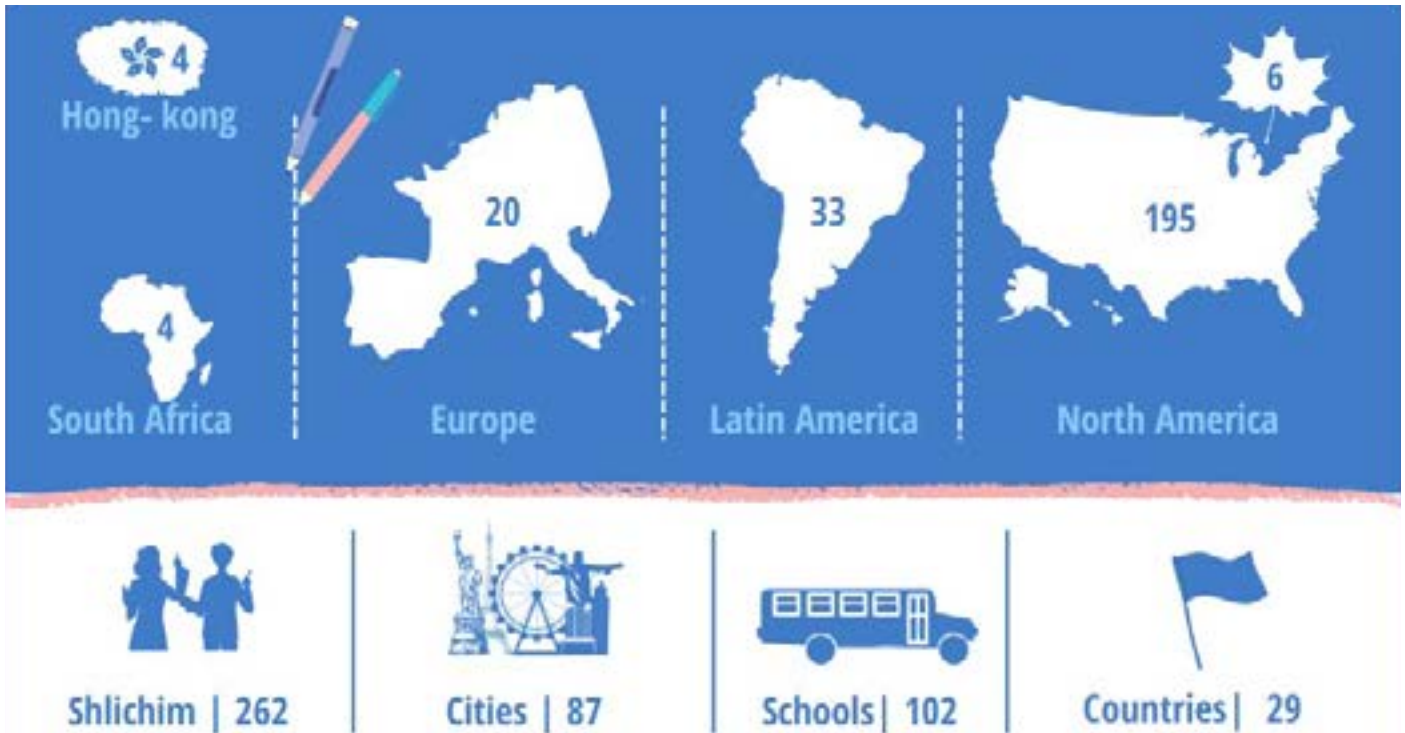 4
Hong- kong
4
South Africa
20
Europe
33
Latin America
6
195
North America
Shlichim | 262
Cities | 87
Schools| 102
Countries| 29